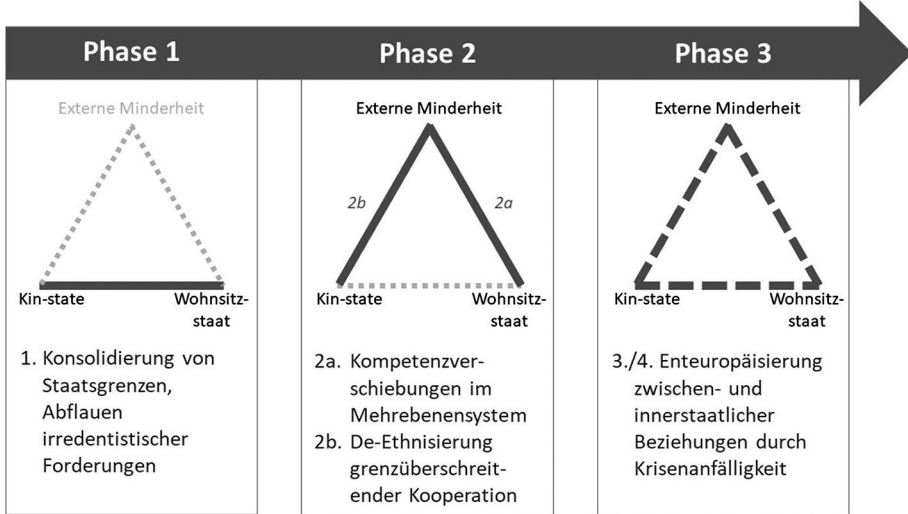 Phase 1
Phase 2
Phase 3
Externe Minderheit
Kin-state
Wohnsitz-
staat
1. Konsolidierung von
Staatsgrenzen,
Abflauen
irredentistischer
Forderungen
Externe Minderheit
2b
2a
Kin-state
Wohnsitz-
staat
2a. Kompetenzver-
schiebungen im
Mehrebenensystem
2b. De-Ethnisierung
grenzüberschreit-
ender Kooperation
Externe Minderheit
Kin-state
Wohnsitz-
staat
3./4. Enteuropäisierung
zwischen- und
innerstaatlicher
Beziehungen durch
Krisenanfälligkeit